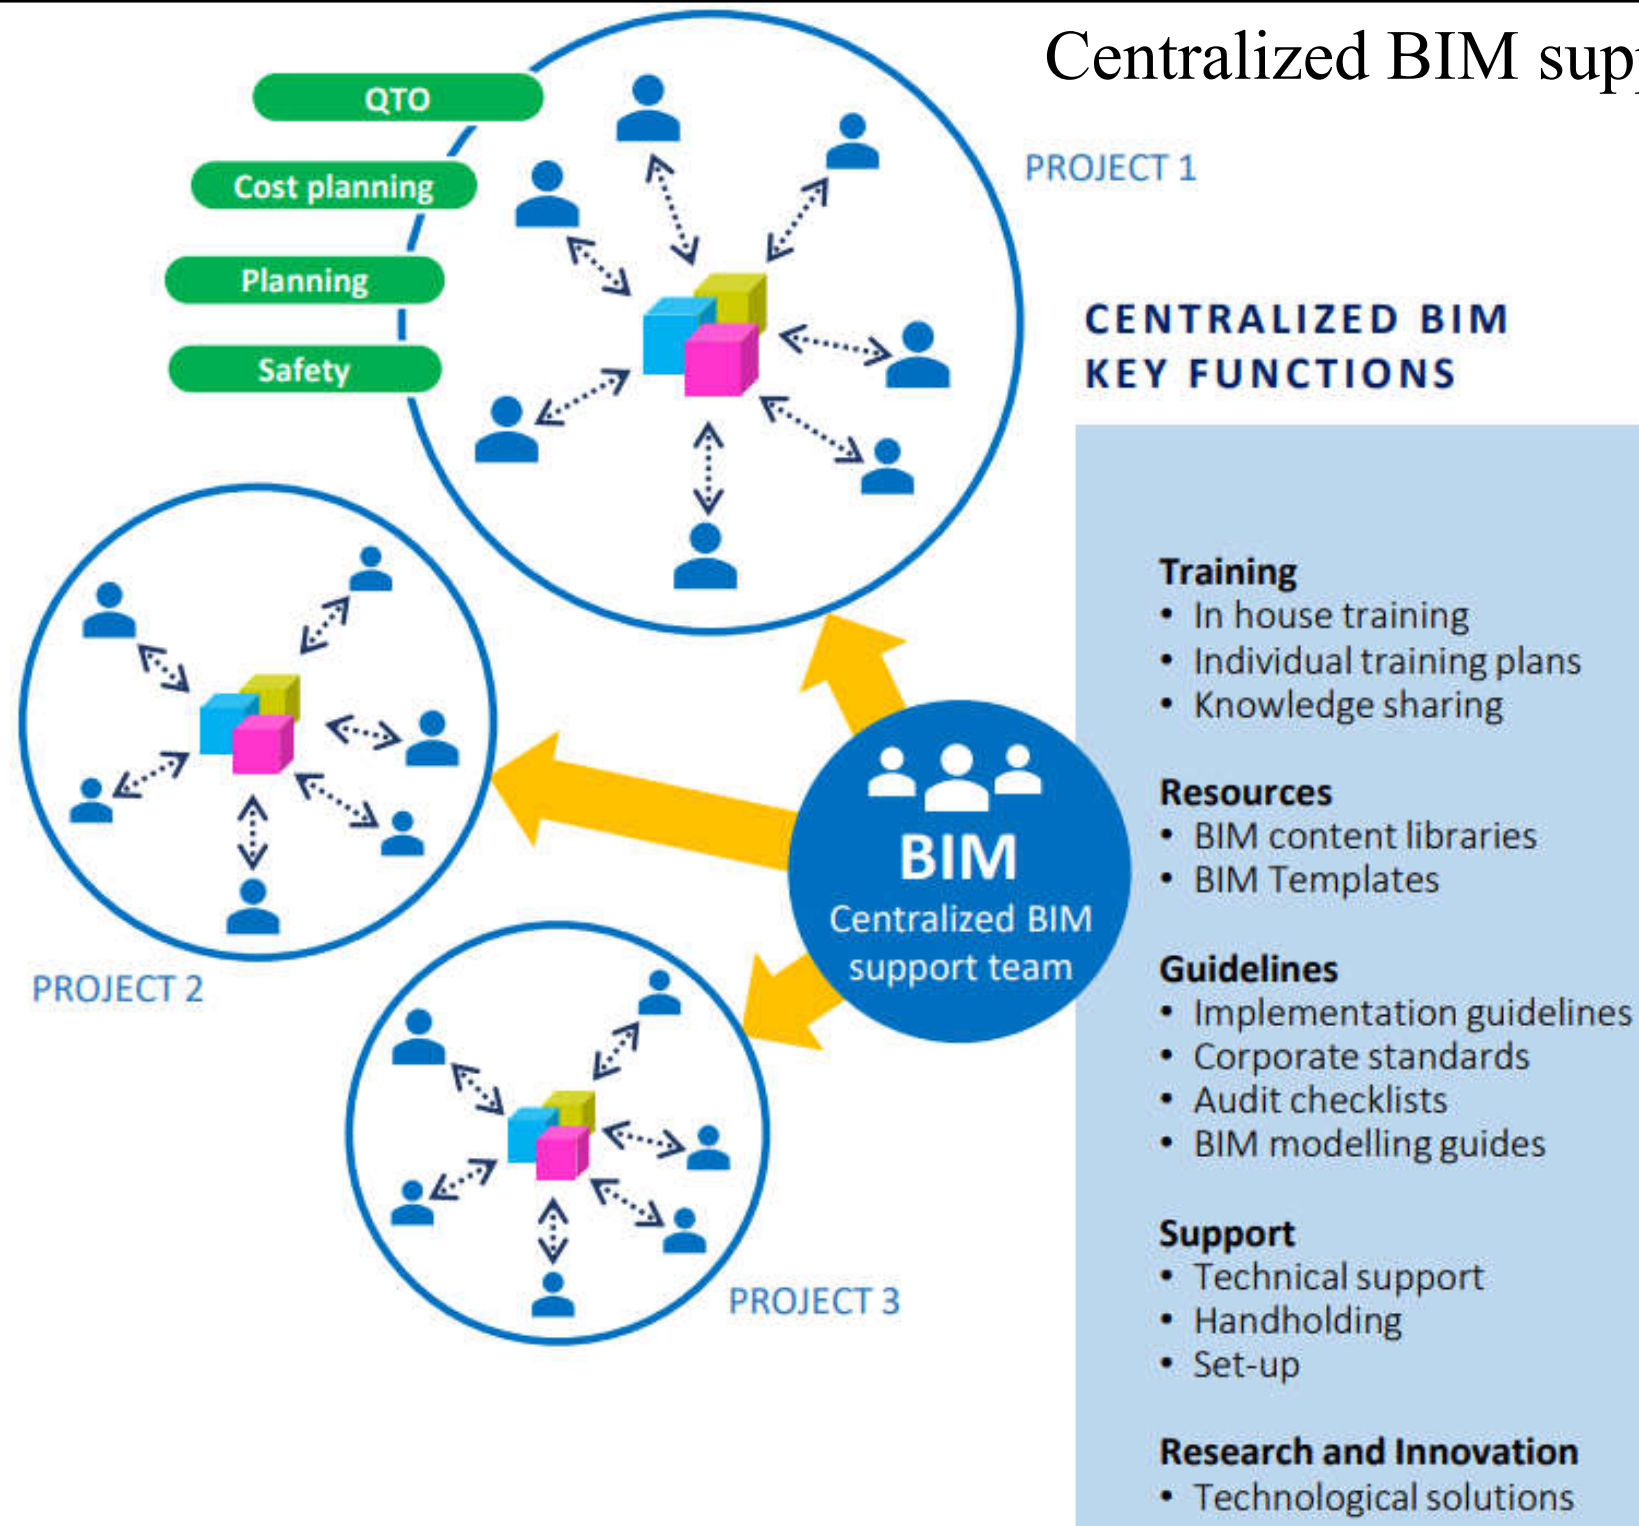 Centralized BIM
QTO
Cost planning
Planning
Safety
PROJECT 1
CENTRALIZED BIM
KEY FUNCTIONS
Training
• In house training
• Individual training plans
• Knowledge sharing
Resources
• BIM content libraries
• BIM Templates
Guidelines
• Implementation guidelines
• Corporate standards
• Audit checklists
• BIM modelling guides
Support
• Technical support
• Handholding
• Set-up
Research and Innovation
• Technological solutions
BIM
Centralized BIM
support team
PROJECT 2
PROJECT 3